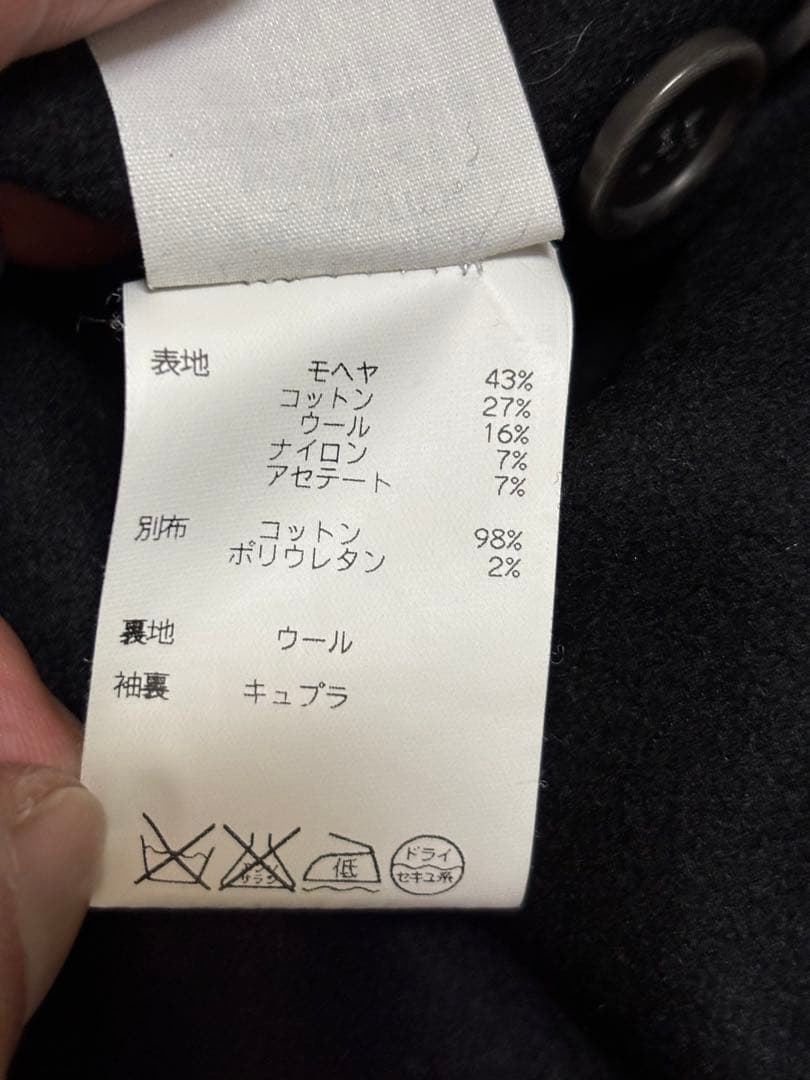 表地 モヘヤ 43%
コットン 27%
ウール 16%
ナイロン 7%
アセテート 7%
別布 コットン 98%
ポリウレタン 2%
裏地 ウール
袖裏 キュプラ
低
ドライ
セキユ系